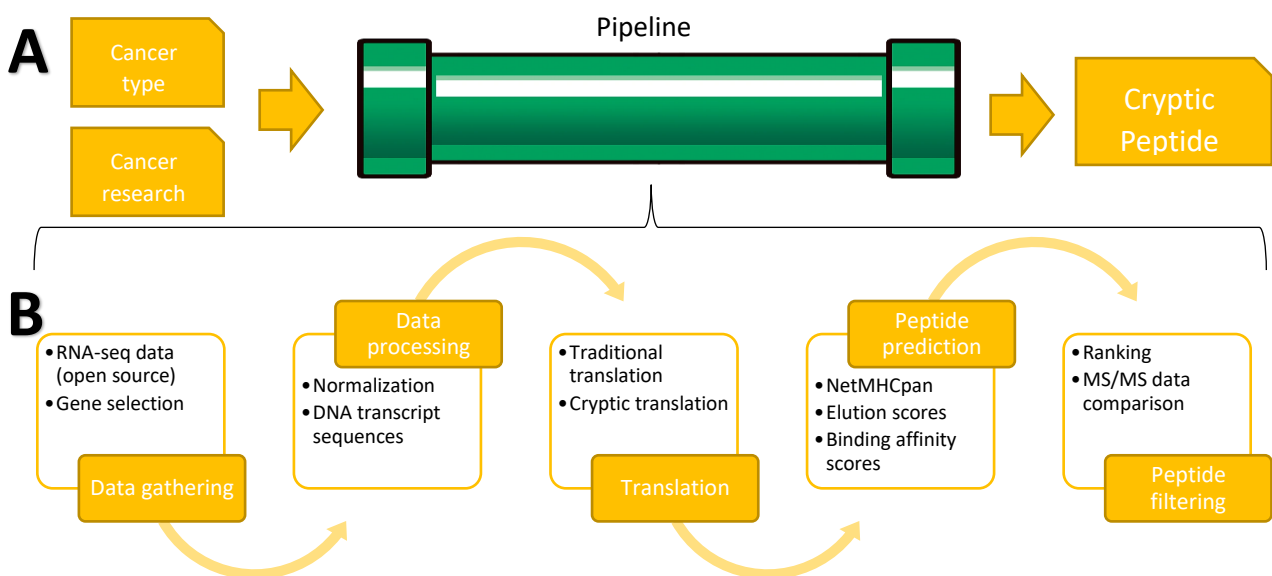 A
Cancer
type
Cancer
research
Pipeline
Cryptic
Peptide
B
•RNA-seq data
(open source)
•Gene selection
Data gathering
Data
processing
•Normalization
•DNA transcript
sequences
•Traditional
translation
•Cryptic translation
Translation
Peptide
prediction
•NetMHCpan
•Elution scores
•Binding affinity
scores
•Ranking
•MS/MS data
comparison
Peptide
filtering